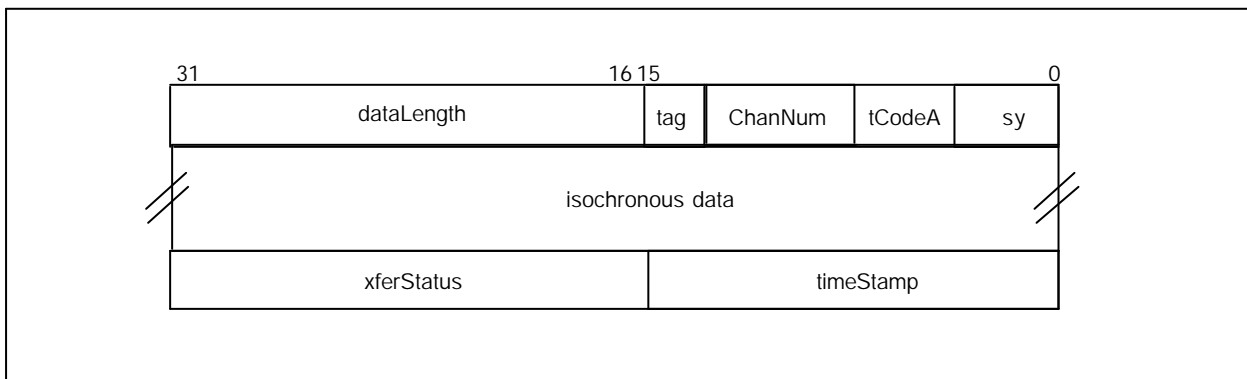 31 16 15 0
dataLength tag ChanNum tCodeA sy
isochronous data
xferStatus timeStamp